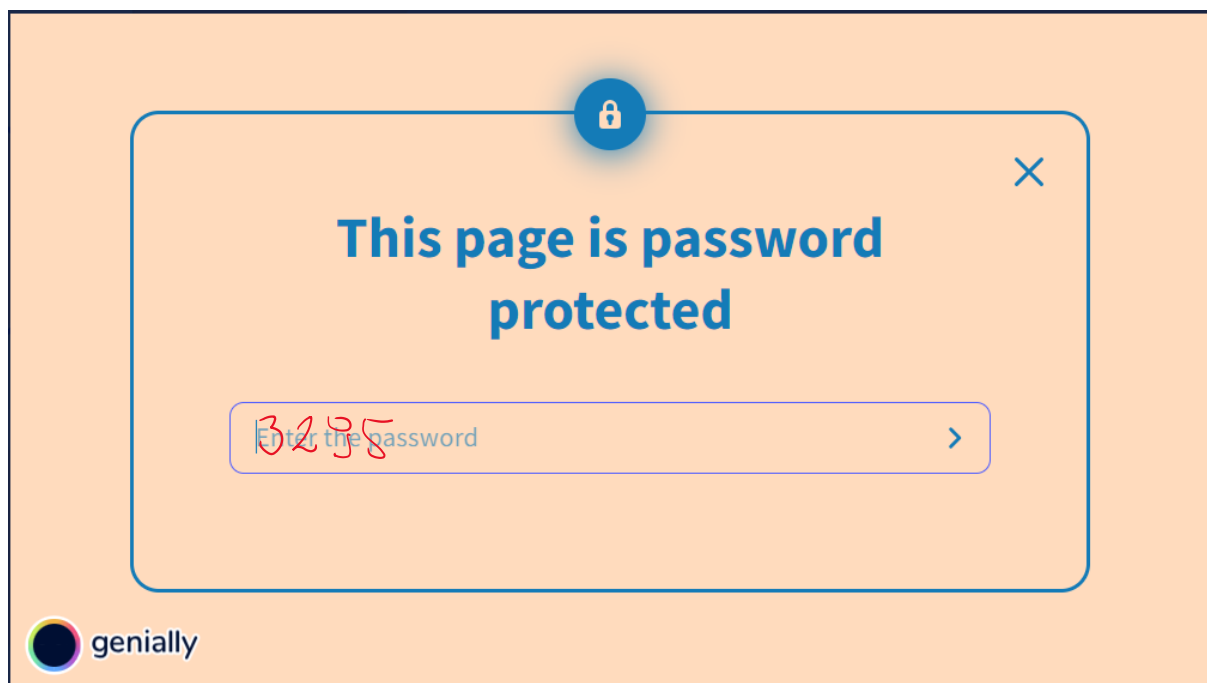 This page is password
protected
Enter the password
3295
genially